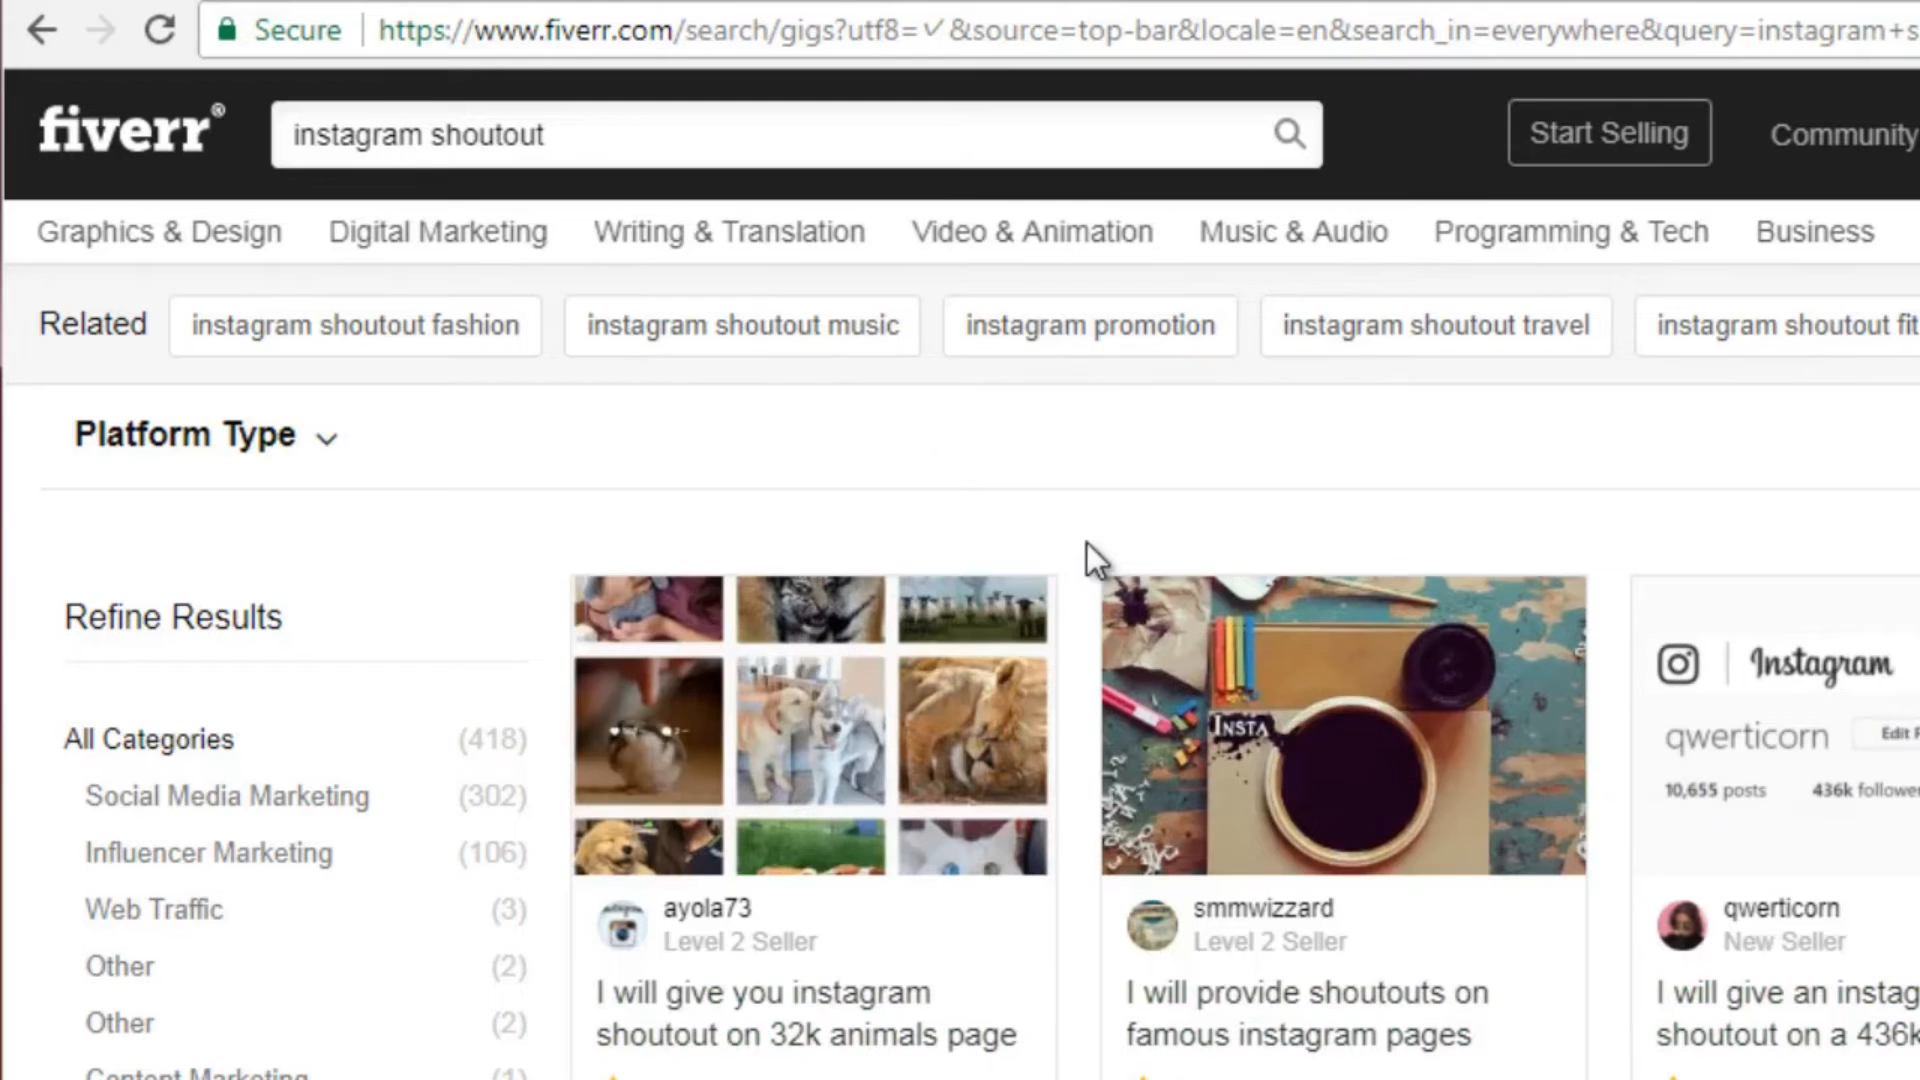 Secure https://www.fiverr.com/search/gigs?utf8=✓&source=top-bar&locale=en&search_in=everywhere&query=instagram+s
fiverr®
instagram shoutout
Start Selling
Community
Graphics & Design Digital Marketing Writing & Translation Video & Animation Music & Audio Programming & Tech Business
Related instagram shoutout fashion instagram shoutout music instagram promotion instagram shoutout travel instagram shoutout fit
Platform Type
Refine Results
All Categories (418)
Social Media Marketing (302)
Influencer Marketing (106)
Web Traffic (3)
Other (2)
Other (2)
Content Marketing (1)
ayola73
Level 2 Seller
I will give you instagram
shoutout on 32k animals page
INSTA
smmwizzard
Level 2 Seller
I will provide shoutouts on
famous instagram pages
Instagram
qwerticorn Edit P
10,655 posts 436k follower
qwerticorn
New Seller
I will give an instag
shoutout on a 436k